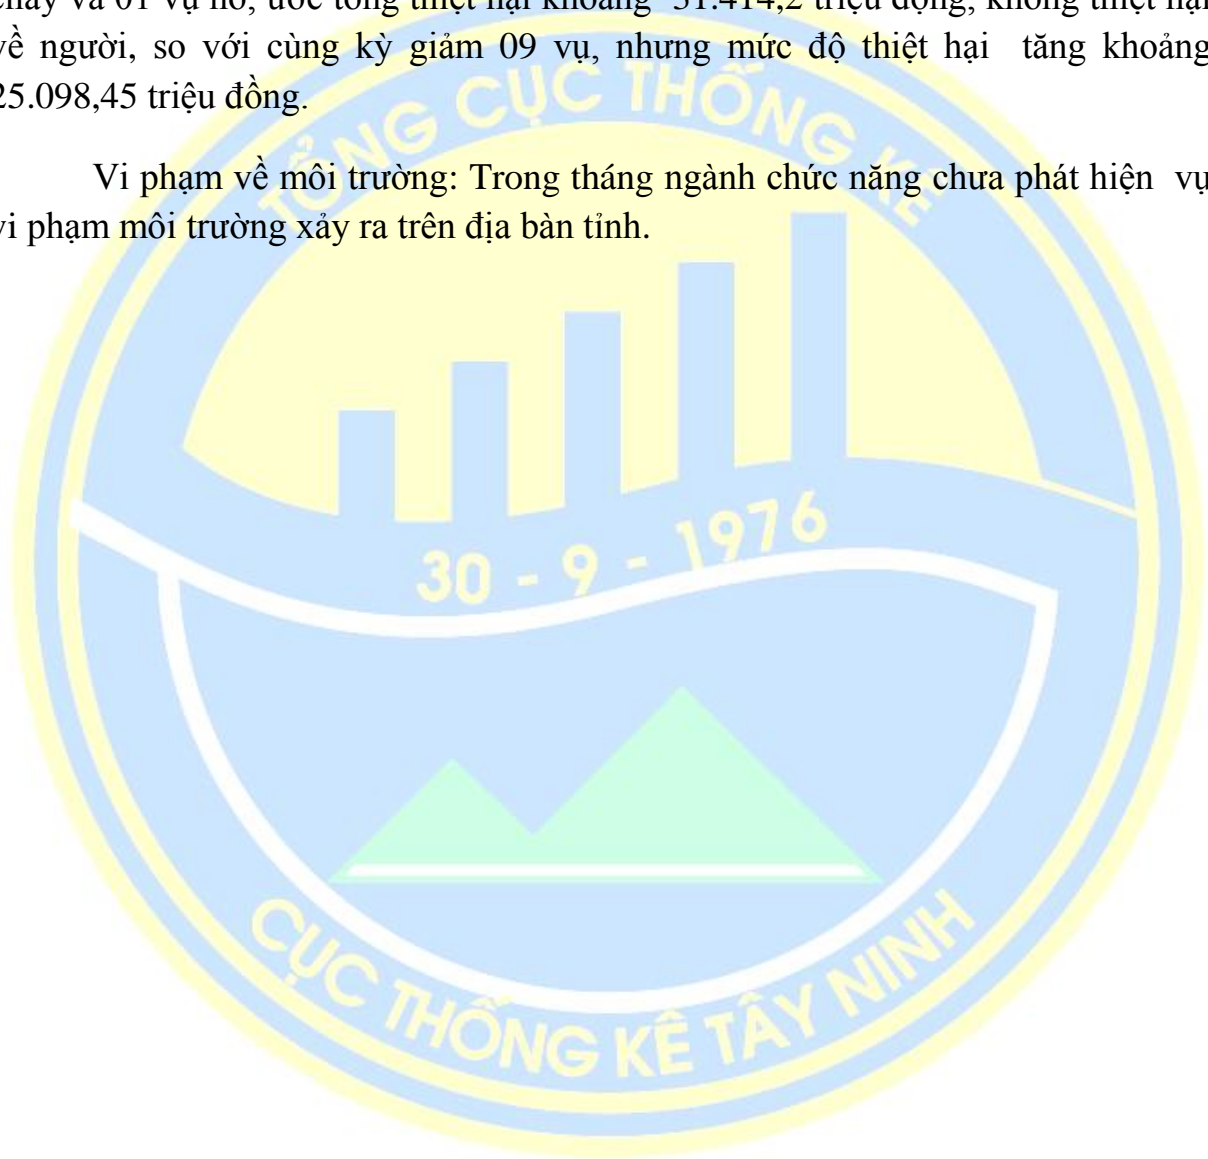 cháy và 01 vụ nổ, ước tổng thiệt hại khoảng 31.414,2 triệu động, không thiệt hại
về người, so với cùng kỳ giảm 09 vụ, nhưng mức độ thiệt hại tăng khoảng
25.098,45 triệu đồng.
Vi phạm về môi trường: Trong tháng ngành chức năng chưa phát hiện vụ
vi phạm môi trường xảy ra trên địa bàn tỉnh.
TỔNG CỤC THỐNG KÊ
30 - 9 - 1976
CỤC THỐNG KÊ TÂY NINH